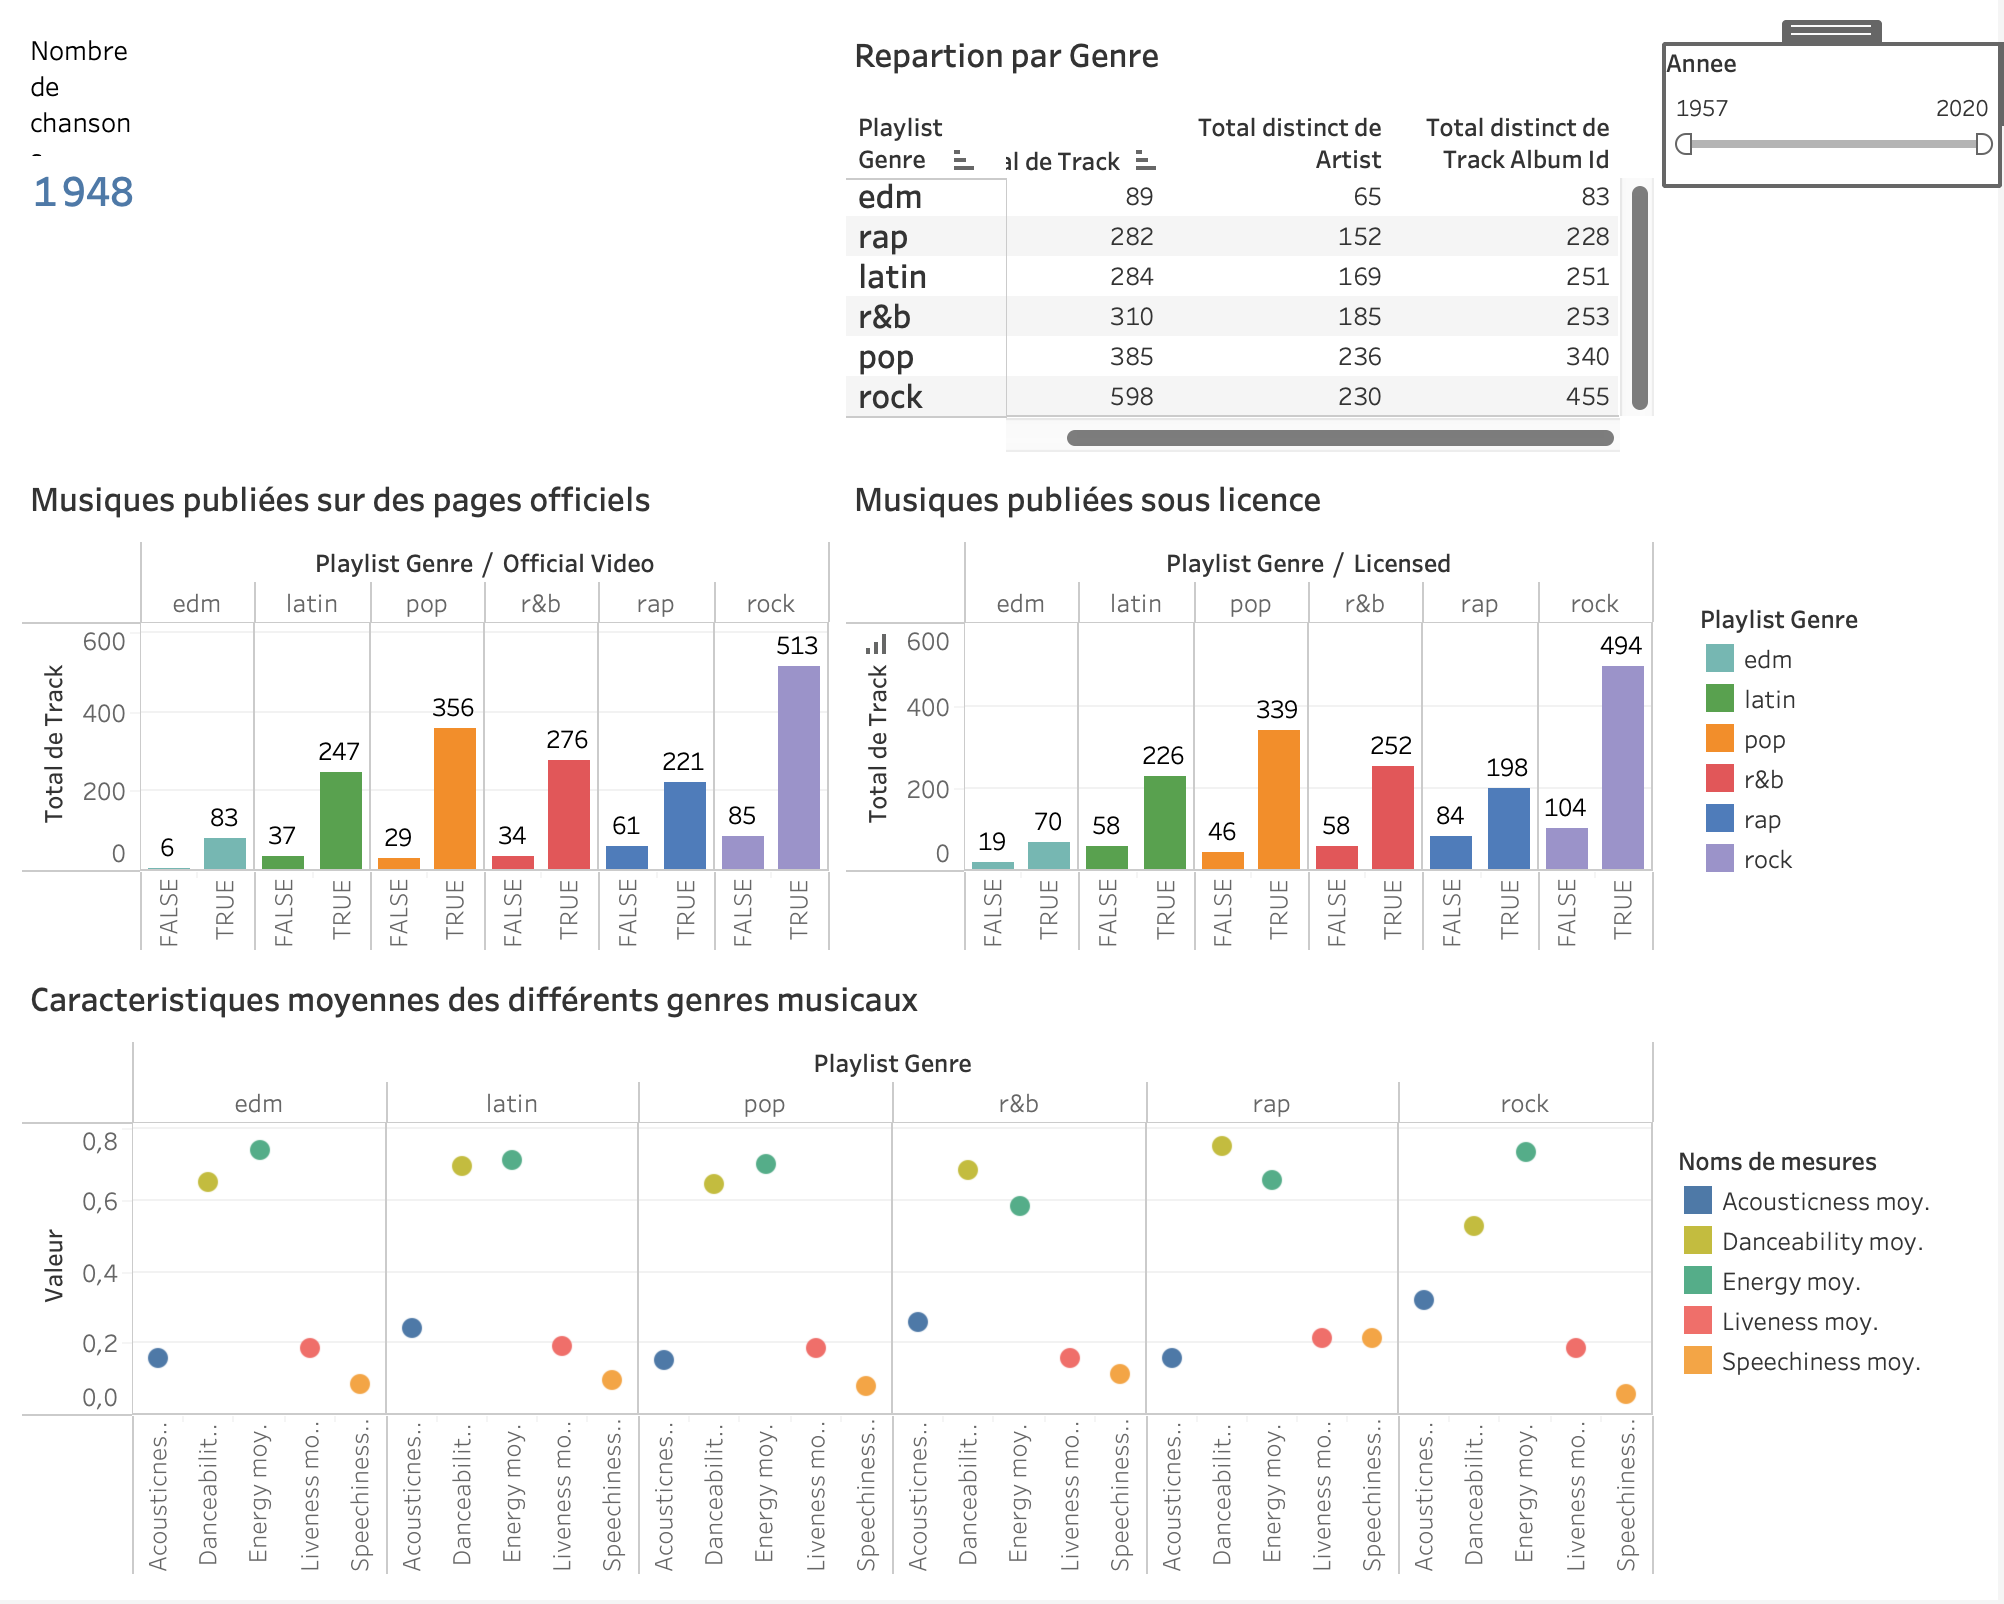 Nombre
de
chanson
1948
Repartion par Genre
Playlist
Genre
al de Track
Total distinct de
Artist
Total distinct de
Track Album Id
edm 89 65 83
rap 282 152 228
latin 284 169 251
r&b 310 185 253
pop 385 236 340
rock 598 230 455
Annee
1957 2020
Musiques publiées sur des pages officiels
Playlist Genre / Official Video
edm latin pop r&b rap rock
Total de Track
600
400
200
0
6 83 37 247 29 356 34 276 61 221 85 513
FALSE TRUE FALSE TRUE FALSE TRUE FALSE TRUE FALSE TRUE FALSE TRUE
Musiques publiées sous licence
Playlist Genre / Licensed
edm latin pop r&b rap rock
Total de Track
600
400
200
0
19 70 58 226 46 339 58 252 84 198 104 494
FALSE TRUE FALSE TRUE FALSE TRUE FALSE TRUE FALSE TRUE FALSE TRUE
Playlist Genre
edm
latin
pop
r&b
rap
rock
Caracteristiques moyennes des différents genres musicaux
Playlist Genre
edm latin pop r&b rap rock
Valeur
0,8
0,6
0,4
0,2
0,0
Acousticnes.. Danceabilit.. Energy moy. Liveness mo.. Speechiness..
Acousticnes.. Danceabilit.. Energy moy. Liveness mo.. Speechiness..
Acousticnes.. Danceabilit.. Energy moy. Liveness mo.. Speechiness..
Acousticnes.. Danceabilit.. Energy moy. Liveness mo.. Speechiness..
Acousticnes.. Danceabilit.. Energy moy. Liveness mo.. Speechiness..
Acousticnes.. Danceabilit.. Energy moy. Liveness mo.. Speechiness..
Noms de mesures
Acousticness moy.
Danceability moy.
Energy moy.
Liveness moy.
Speechiness moy.